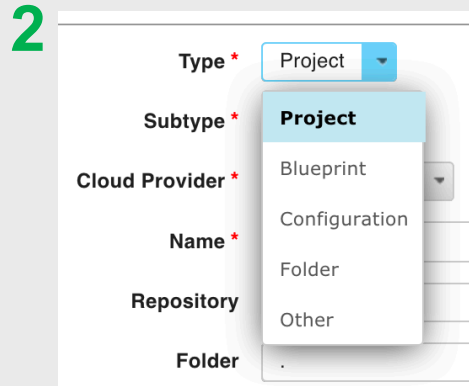 2
Type * Project
Subtype * Project
Blueprint
Cloud Provider *
Configuration
Name *
Folder
Repository
Other
Folder .